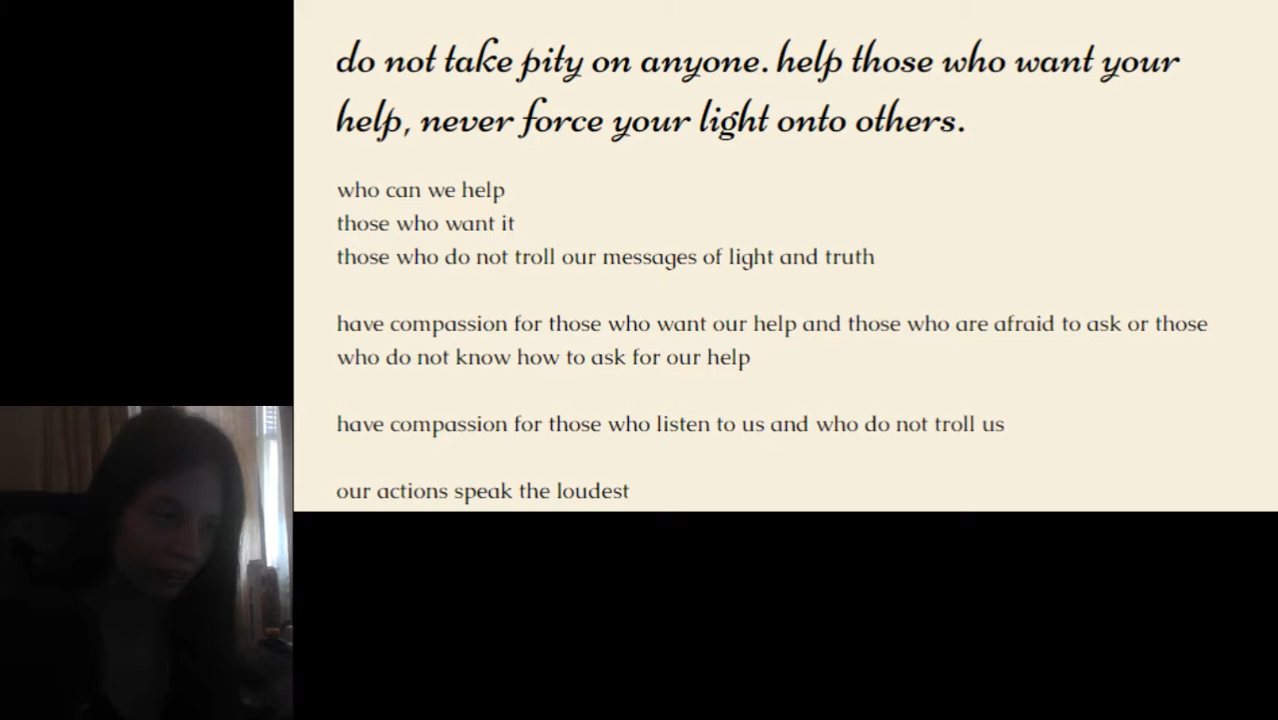 do not take pity on anyone. help those who want your
help, never force your light onto others.
who can we help
those who want it
those who do not troll our messages of light and truth
have compassion for those who want our help and those who are afraid to ask or those
who do not know how to ask for our help
have compassion for those who listen to us and who do not troll us
our actions speak the loudest